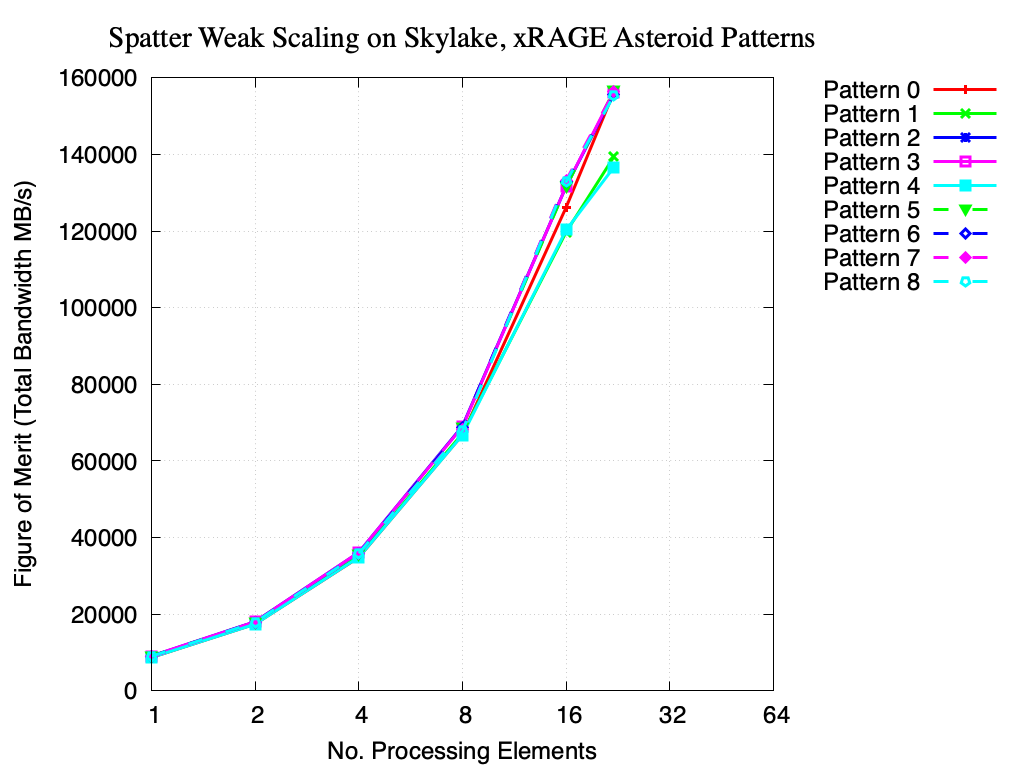 Spatter Weak Scaling on Skylake, xRAGE Asteroid Patterns
Figure of Merit (Total Bandwidth MB/s)
160000
140000
120000
100000
80000
60000
40000
20000
0
1 2 4 8 16 32 64
No. Processing Elements
Pattern 0
Pattern 1
Pattern 2
Pattern 3
Pattern 4
Pattern 5
Pattern 6
Pattern 7
Pattern 8